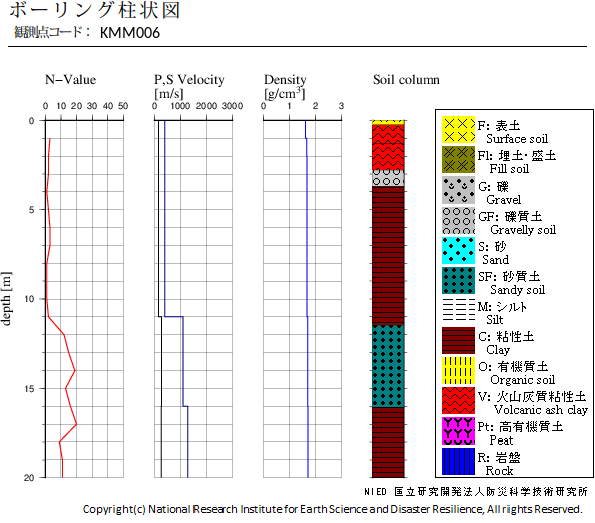 ボーリング柱状図
観測点コード： KMM006
N-Value
0 10 20 30 40 50
P,S Velocity
[m/s]
0 1000 2000 3000
Density
[g/cm³]
0 1 2 3
Soil column
depth [m]
0
5
10
15
20
F: 表土
Surface soil
Fl: 埋土・盛土
Fill soil
G: 礫
Gravel
GF: 礫質土
Gravelly soil
S: 砂
Sand
SF: 砂質土
Sandy soil
M: シルト
Silt
C: 粘性土
Clay
O: 有機質土
Organic soil
V: 火山灰質粘性土
Volcanic ash clay
Pt: 高有機質土
Peat
R: 岩盤
Rock
NIED 国立研究開発法人防災科学技術研究所
Copyright(c) National Research Institute for Earth Science and Disaster Resilience, All rights Reserved.